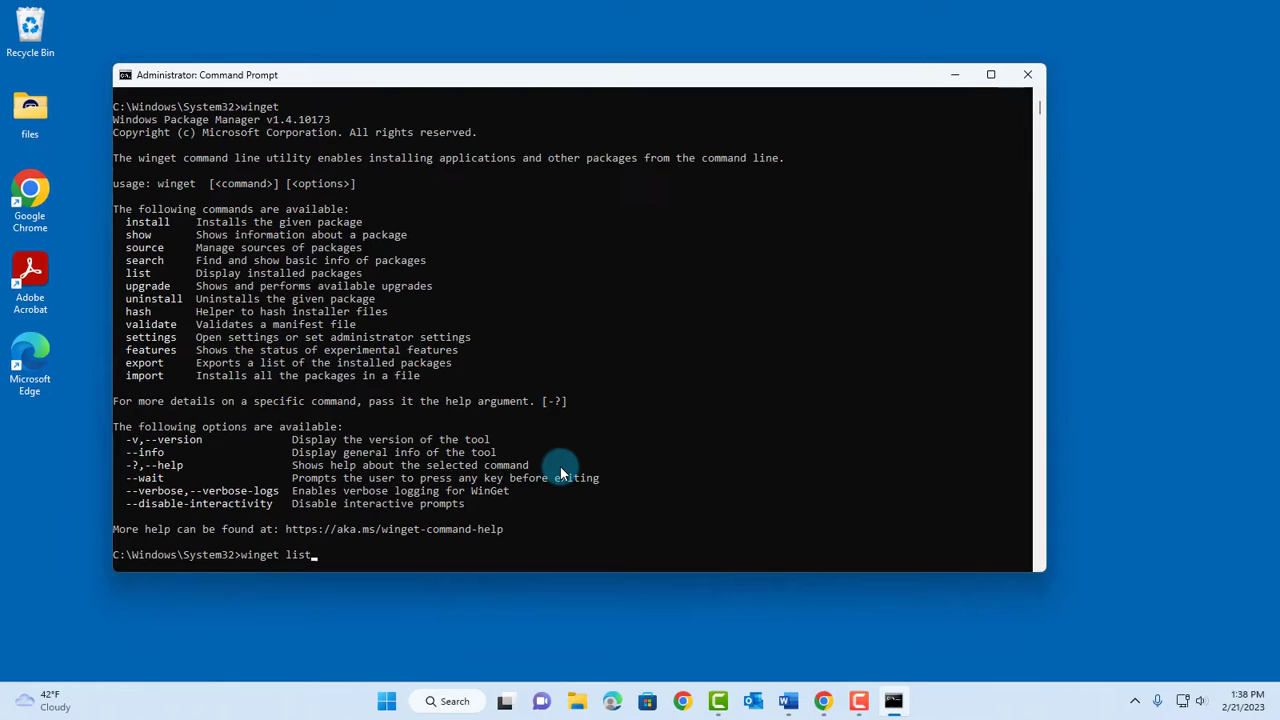 Recycle Bin
files
Google
Chrome
Adobe
Acrobat
Microsoft
Edge
Administrator: Command Prompt
C:\Windows\System32>winget
Windows Package Manager v1.4.10173
Copyright (c) Microsoft Corporation. All rights reserved.
The winget command line utility enables installing applications and other packages from the command line.
usage: winget  [<command>] [<options>]
The following commands are available:
install    Installs the given package
show       Shows information about a package
source     Manage sources of packages
search     Find and show basic info of packages
list       Display installed packages
upgrade    Shows and performs available upgrades
uninstall  Uninstalls the given package
hash       Helper to hash installer files
validate   Validates a manifest file
settings   Open settings or set administrator settings
features   Shows the status of experimental features
export     Exports a list of the installed packages
import     Installs all the packages in a file
For more details on a specific command, pass it the help argument. [-?]
The following options are available:
-v,--version              Display the version of the tool
--info                    Display general info of the tool
-?,--help                 Shows help about the selected command
--wait                    Prompts the user to press any key before exiting
--verbose,--verbose-logs  Enables verbose logging for WinGet
--disable-interactivity   Disable interactive prompts
More help can be found at: https://aka.ms/winget-command-help
C:\Windows\System32>winget list_
42°F
Cloudy
Search
1:38 PM
2/21/2023